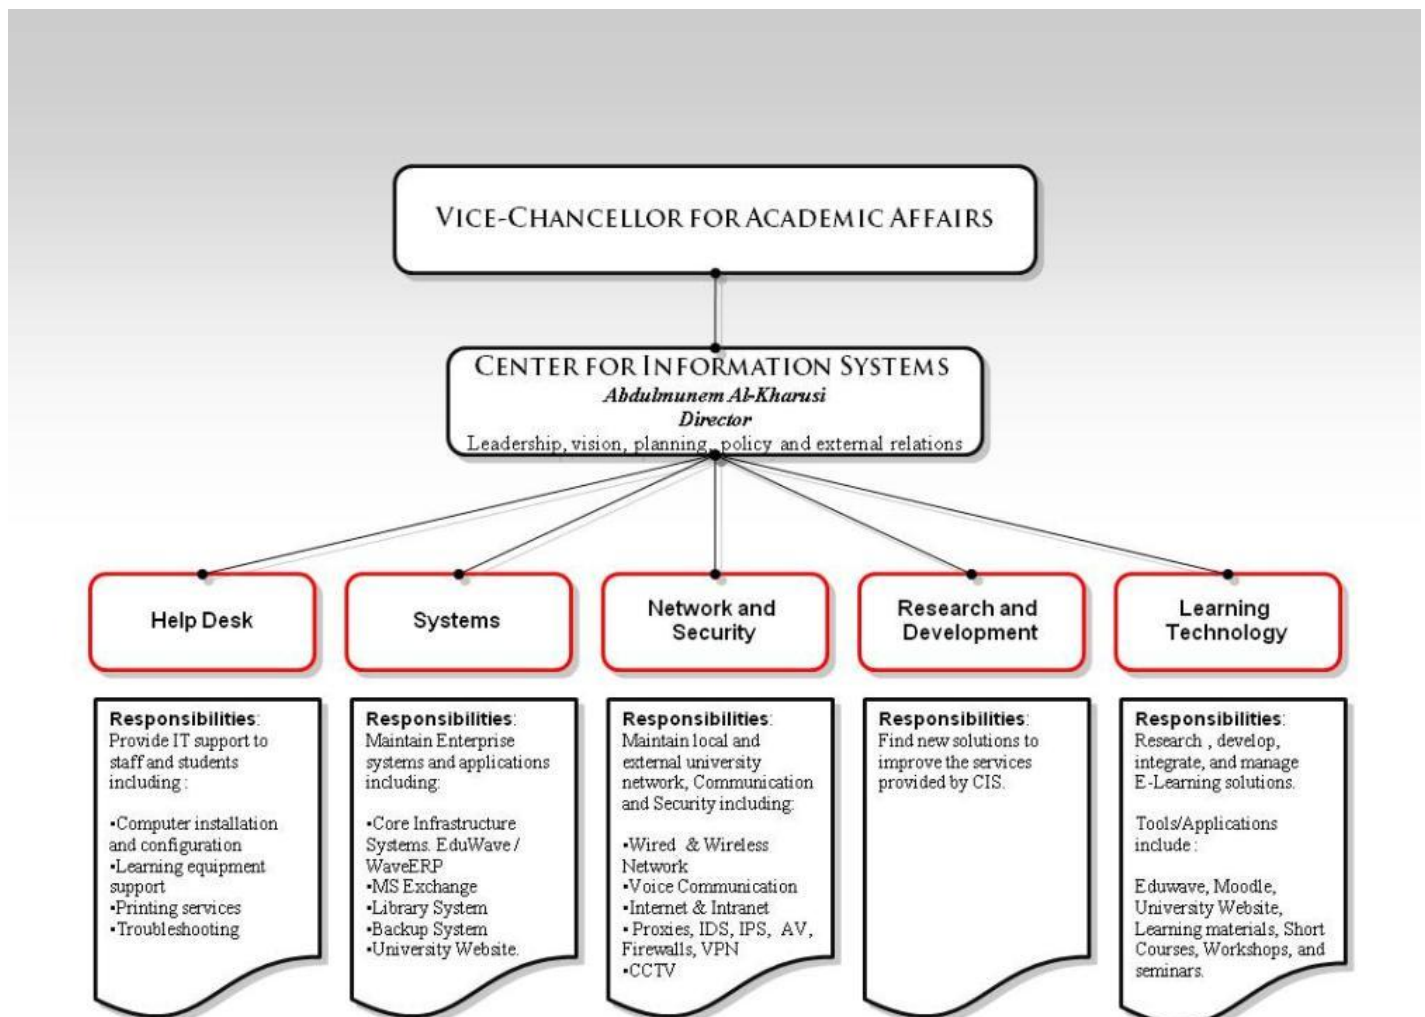 VICE-CHANCELLOR FOR ACADEMIC AFFAIRS
CENTER FOR INFORMATION SYSTEMS
Abdulmunem Al-Kharusi
Director
Leadership, vision, planning, policy and external relations
Help Desk
Systems
Network and
Security
Research and
Development
Learning
Technology
Responsibilities:
Provide IT support to
staff and students
including :
▪Computer installation
and configuration
▪Learning equipment
support
▪Printing services
▪Troubleshooting
Responsibilities:
Maintain Enterprise
systems and applications
including:
▪Core Infrastructure
Systems. EduWave /
WaveERP
▪MS Exchange
▪Library System
▪Backup System
▪University Website.
Responsibilities:
Maintain local and
external university
network, Communication
and Security including:
▪Wired & Wireless
Network
▪Voice Communication
▪Internet & Intranet
▪ Proxies, IDS, IPS, AV,
Firewalls, VPN
▪CCTV
Responsibilities:
Find new solutions to
improve the services
provided by CIS.
Responsibilities:
Research , develop,
integrate, and manage
E-Learning solutions.
Tools/Applications
include :
Eduwave, Moodle,
University Website,
Learning materials, Short
Courses, Workshops, and
seminars.